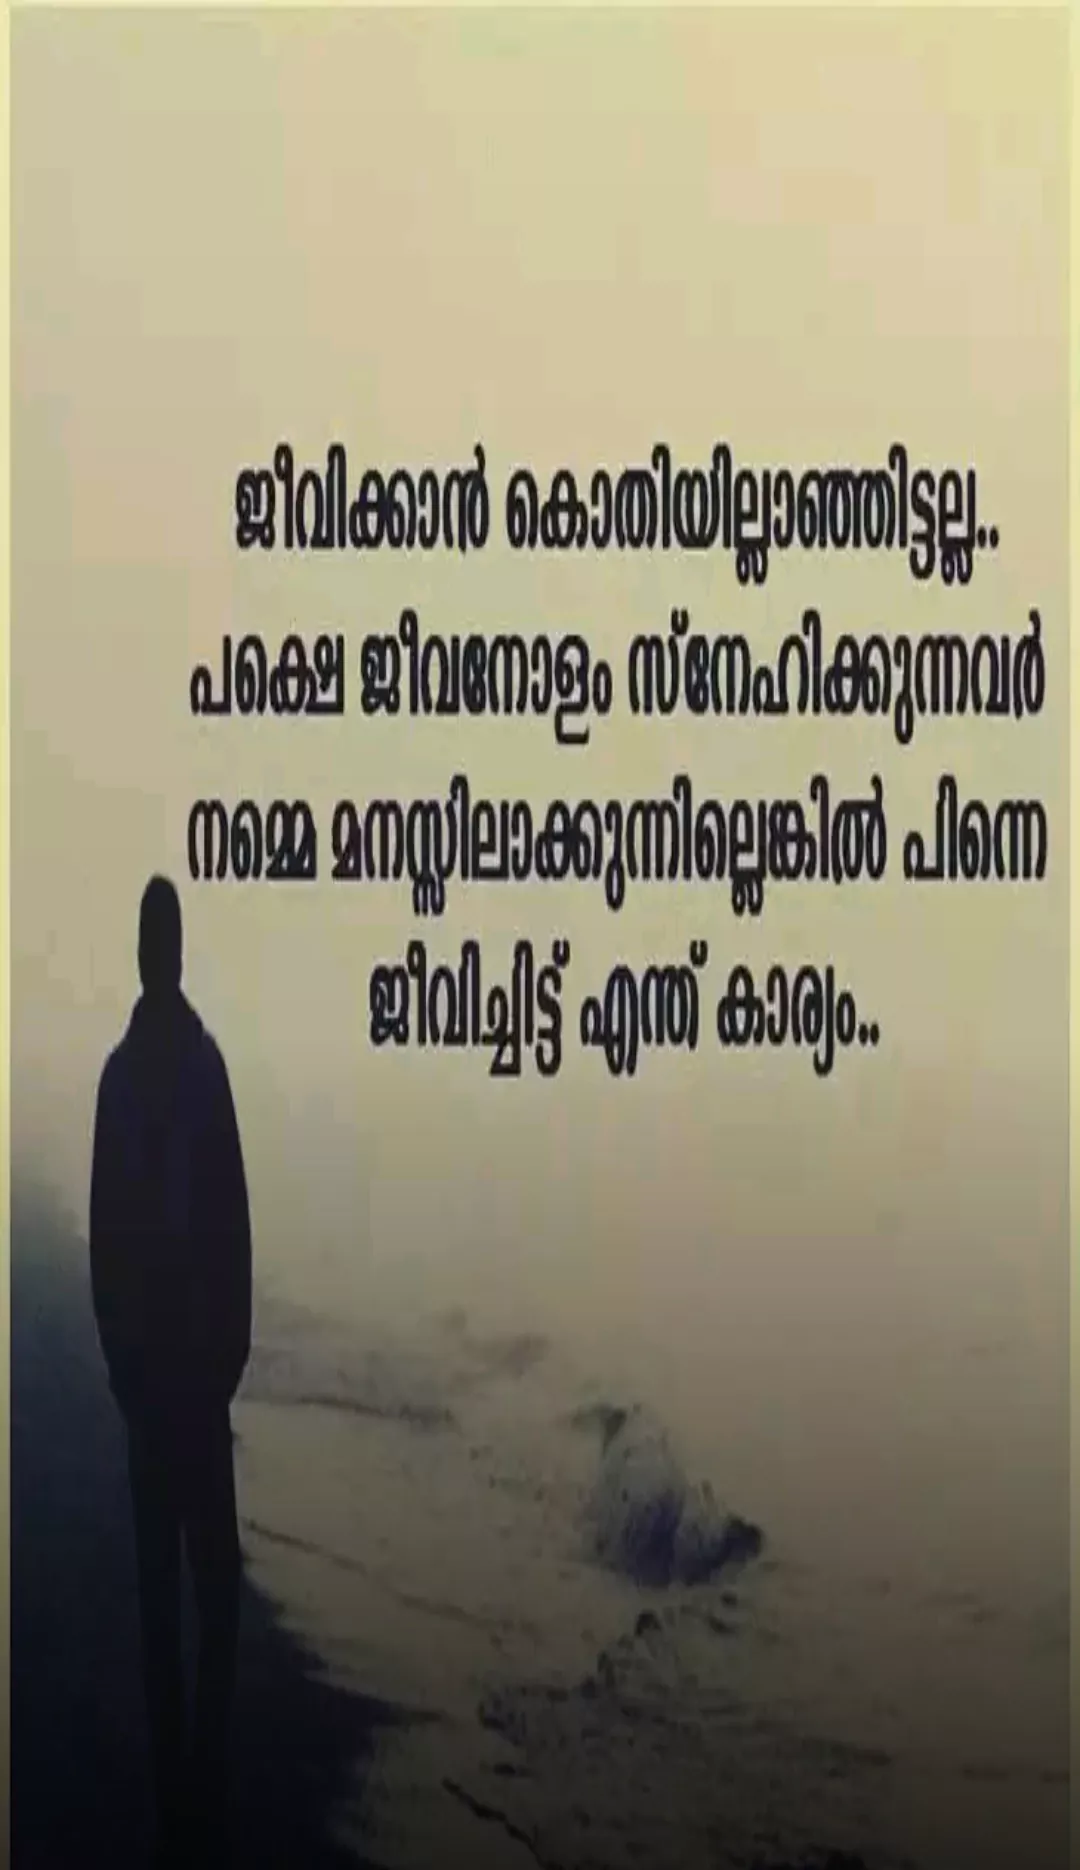 ജീവിക്കാൻ കൊതിയില്ലാഞ്ഞിട്ടല്ല..
പക്ഷെ ജീവനോളം സ്നേഹിക്കുന്നവർ
നമ്മെ മനസ്സിലാക്കുന്നില്ലെങ്കിൽ പിന്നെ
ജീവിച്ചിട്ട് എന്ത് കാര്യം..